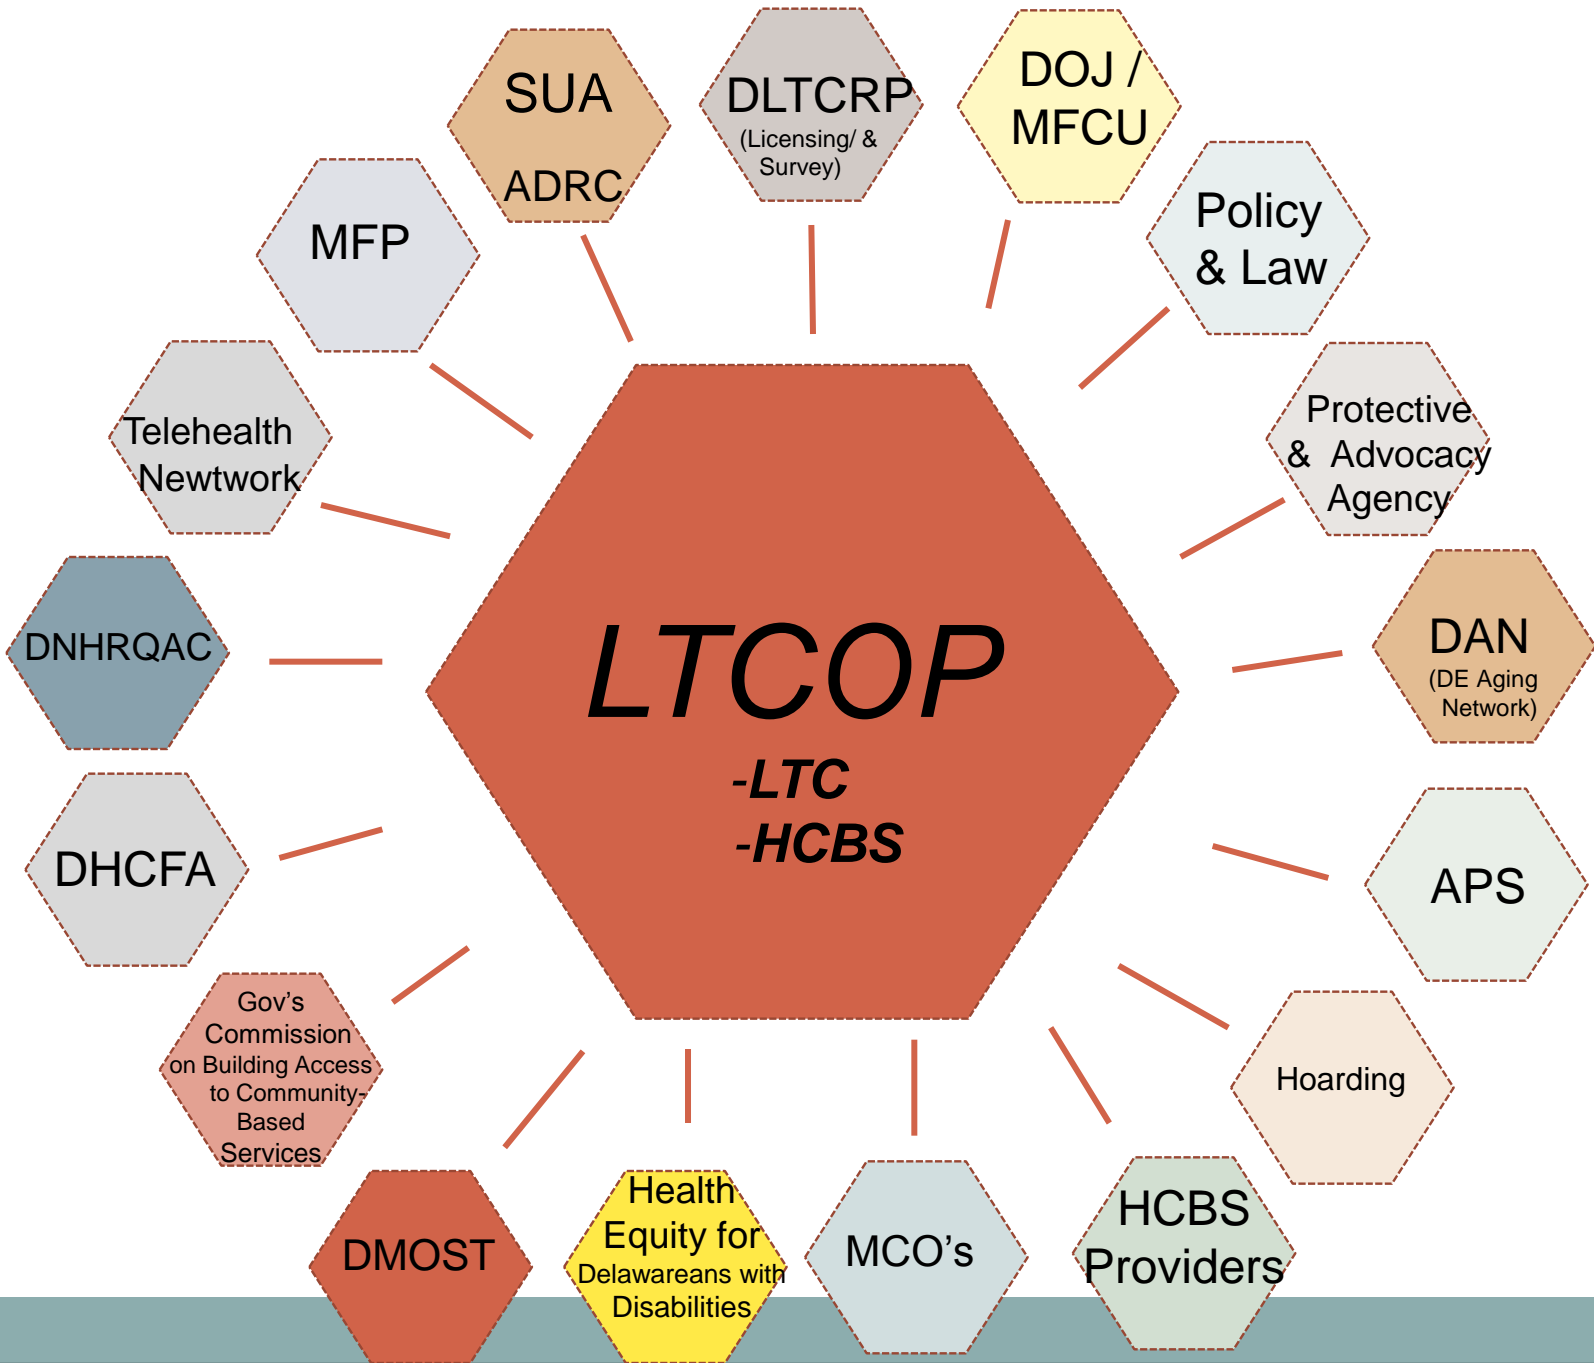 SUA
ADRC
DLTCRP
(Licensing/ &
Survey)
DOJ /
MFCU
Policy
& Law
MFP
Telehealth
Newtwork
Protective
& Advocacy
Agency
DNHRQAC
DAN
(DE Aging
Network)
LTCOP
-LTC
-HCBS
DHCFA
APS
Gov's
Commission
on Building Access
to Community-
Based
Services
Hoarding
DMOST
Health
Equity for
Delawareans with
Disabilities
MCO's
HCBS
Providers